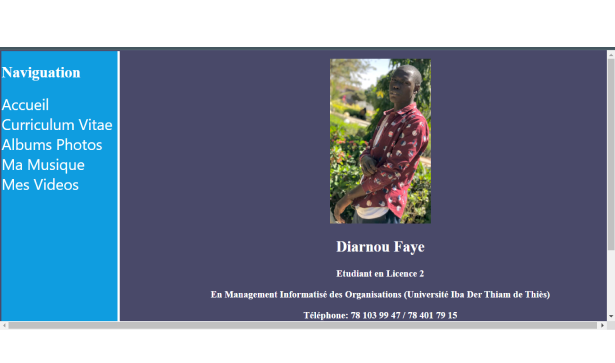 Naviguation
Accueil
Curriculum Vitae
Albums Photos
Ma Musique
Mes Videos
Diarnou Faye
Etudiant en Licence 2
En Management Informatisé des Organisations (Université Iba Der Thiam de Thiès)
Téléphone: 78 103 99 47 / 78 401 79 15